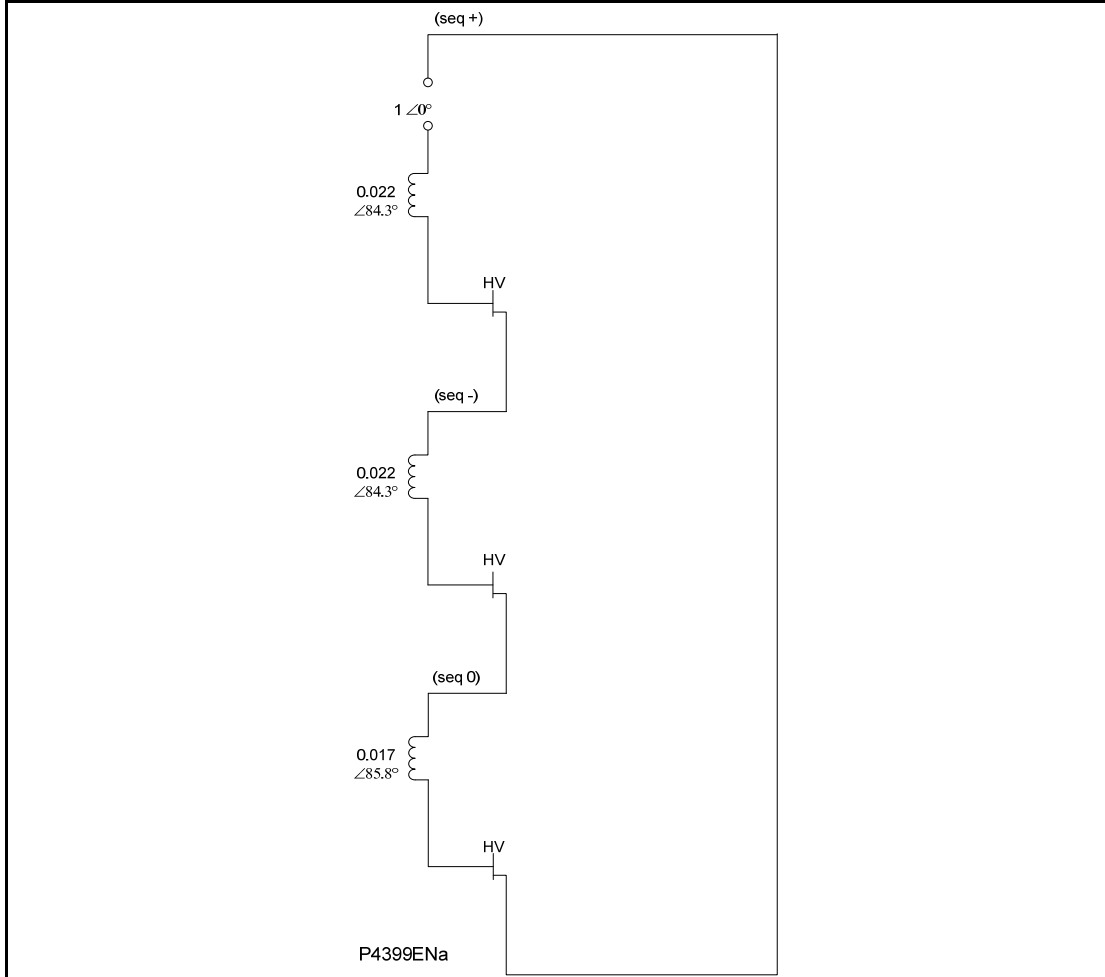 (seq +)
1 ∠0°
0.022
∠84.3°
HV
(seq -)
0.022
∠84.3°
HV
(seq 0)
0.017
∠85.8°
HV
P4399ENa